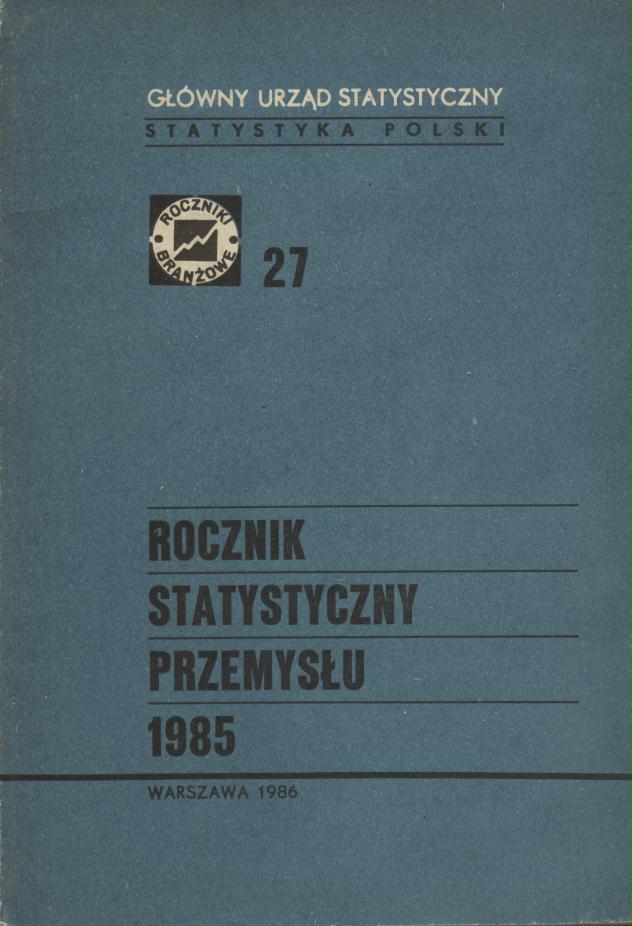 GŁÓWNY URZĄD STATYSTYCZNY
STATYSTYKA POLSKI
ROCZNIKI
BRANŻOWE
27
ROCZNIK
STATYSTYCZNY
PRZEMYSŁU
1985
WARSZAWA 1986